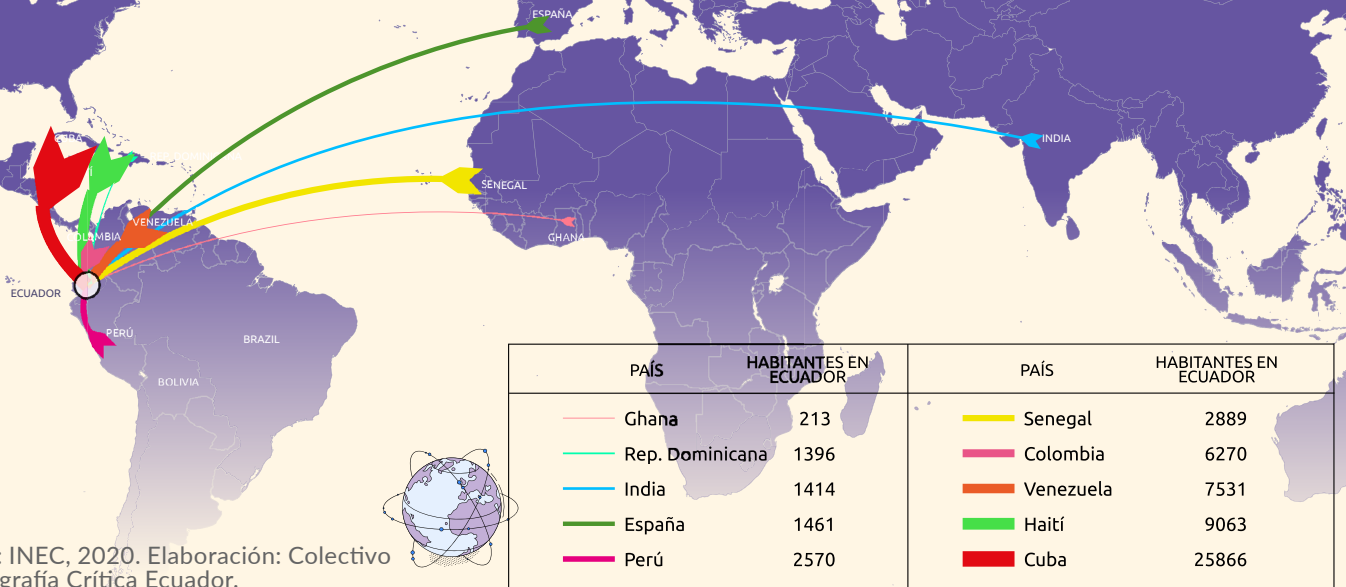 ESPAÑA
INDIA
SENEGAL
VENEZUELA
GHANA
ECUADOR
PERÚ
BRAZIL
BOLIVIA
PAÍS HABITANTES EN ECUADOR PAÍS HABITANTES EN ECUADOR
Ghana 213 Senegal 2889
Rep. Dominicana 1396 Colombia 6270
India 1414 Venezuela 7531
España 1461 Haití 9063
Perú 2570 Cuba 25866
: INEC, 2020. Elaboración: Colectivo
grafía Crítica Ecuador.